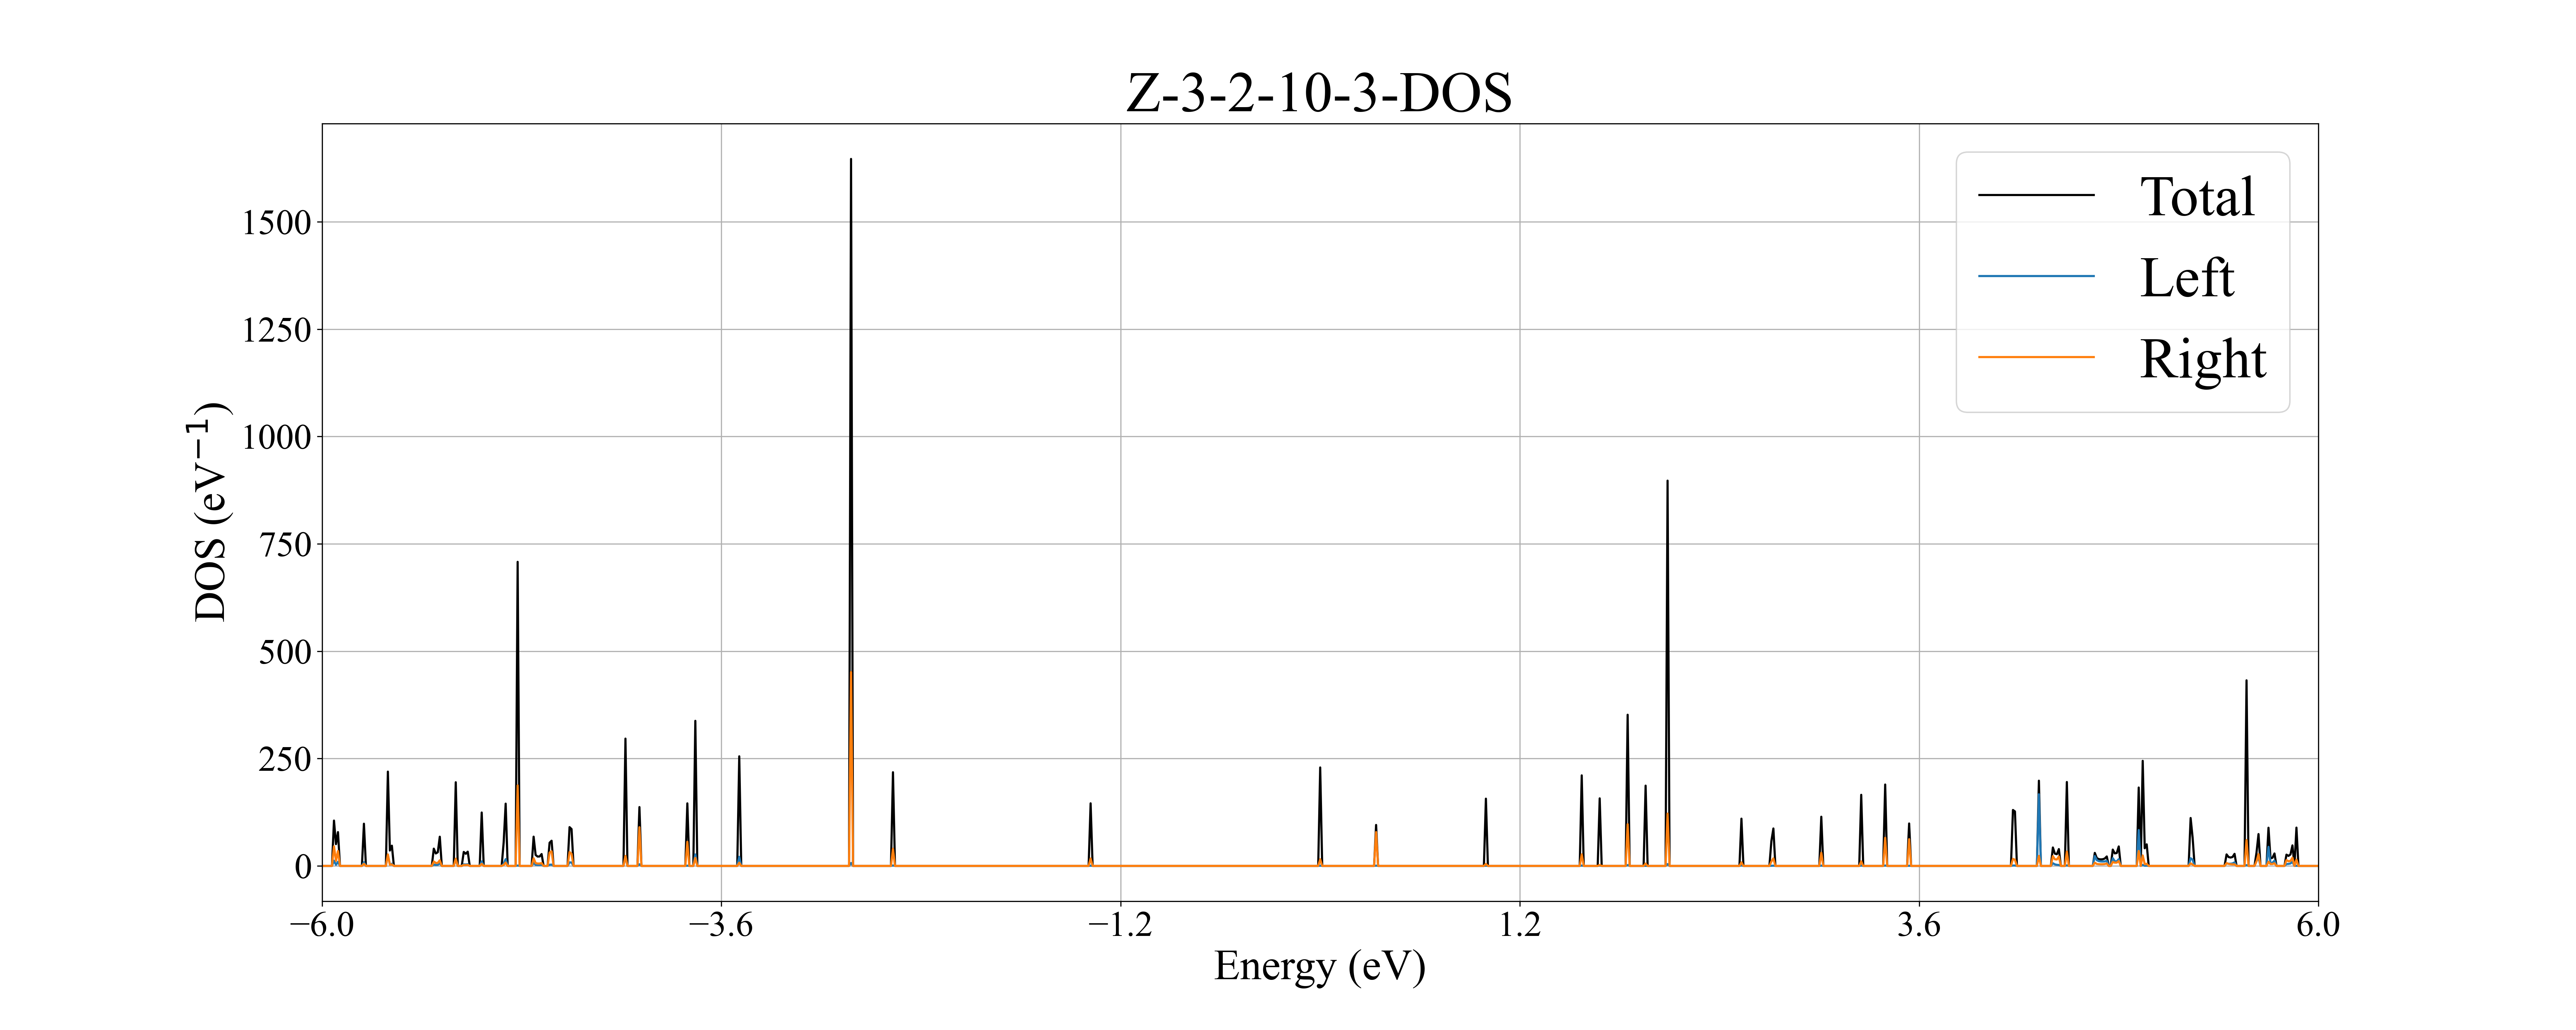 Z-3-2-10-3-DOS
Total
Left
Right
1500
1250
1000
750
500
250
0
DOS (eV⁻¹)
−6.0 −3.6 −1.2 1.2 3.6 6.0
Energy (eV)